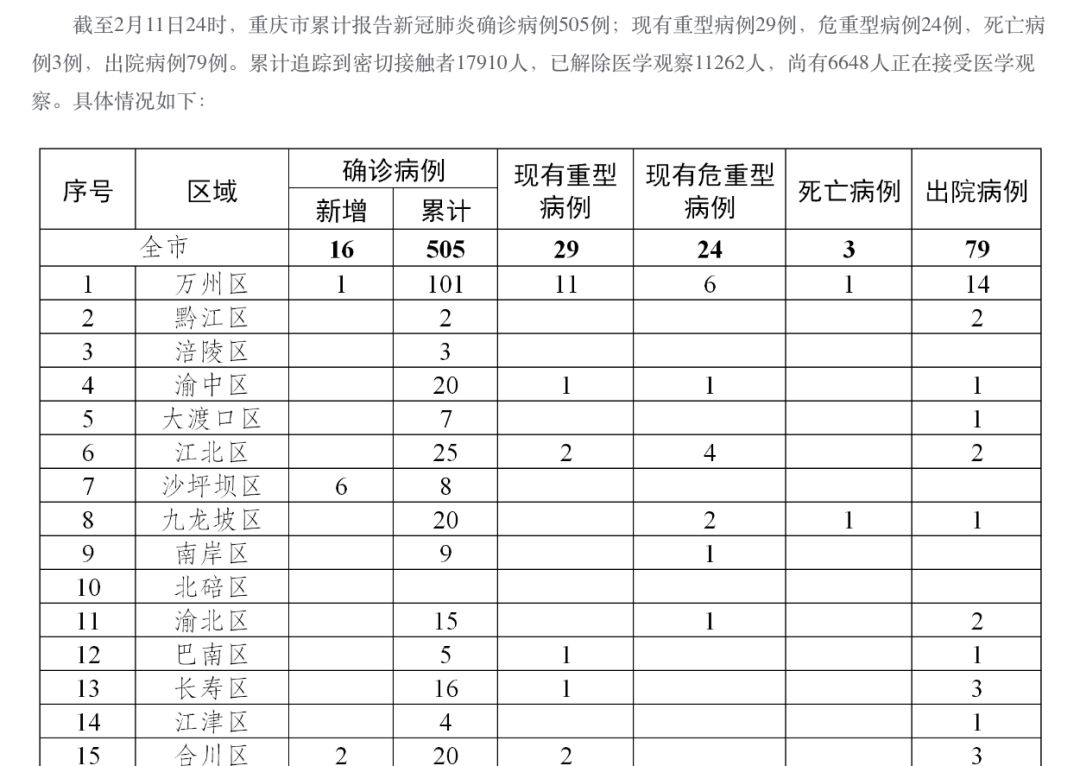 截至2月11日24时，重庆市累计报告新冠肺炎确诊病例505例；现有重型病例29例，危重型病例24例，死亡病
例3例，出院病例79例。累计追踪到密切接触者17910人，已解除医学观察11262人，尚有6648人正在接受医学观
察。具体情况如下：
序号 区域 确诊病例 现有重型病例 现有危重型病例 死亡病例 出院病例
新增 累计
全市 16 505 29 24 3 79
1 万州区 1 101 11 6 1 14
2 黔江区 2 2
3 涪陵区 3
4 渝中区 20 1 1 1
5 大渡口区 7 1
6 江北区 25 2 4 2
7 沙坪坝区 6 8
8 九龙坡区 20 2 1 1
9 南岸区 9 1
10 北碚区
11 渝北区 15 1 2
12 巴南区 5 1 1
13 长寿区 16 1 3
14 江津区 4 1
15 合川区 2 20 2 3